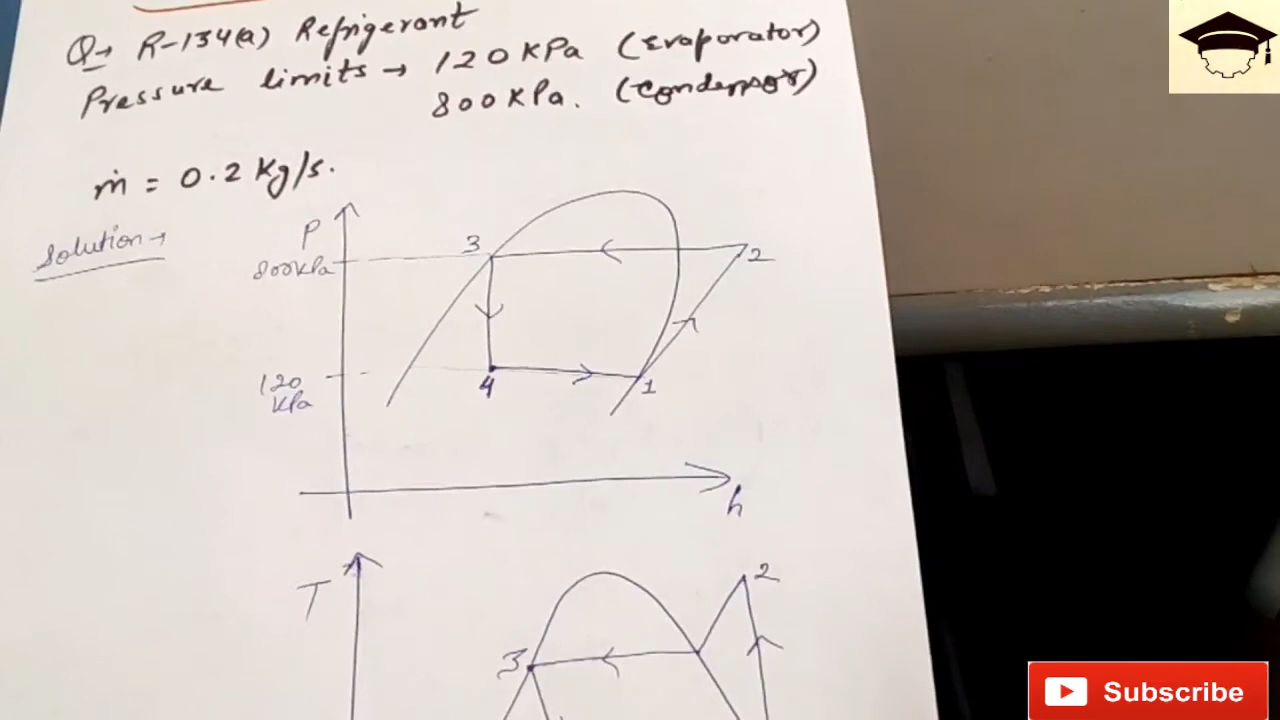 Q→ R-134(a) Refrigerant
Pressure limits → 120 KPa (Evaporator)
800 KPa. (Condensor)
ṁ = 0.2 Kg/s.
Solution →
P
3
800kPa
2
120
KPa
4
1
h
T
2
3
Subscribe